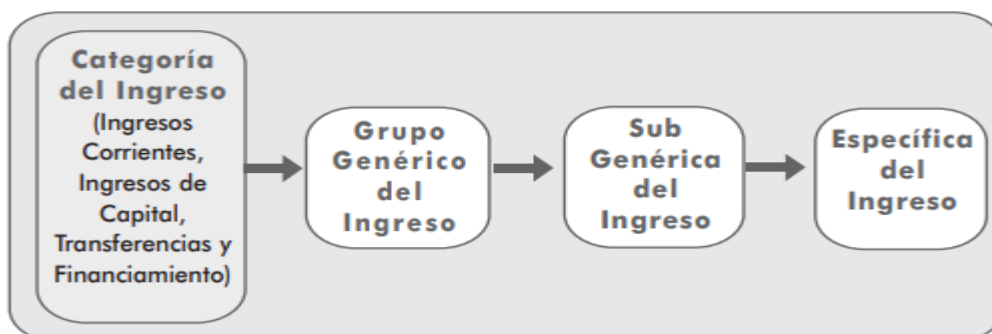 Categoría
del Ingreso
(Ingresos
Corrientes,
Ingresos de
Capital,
Transferencias y
Financiamiento)
Grupo
Genérico
del
Ingreso
Sub
Genérica
del
Ingreso
Específica
del
Ingreso